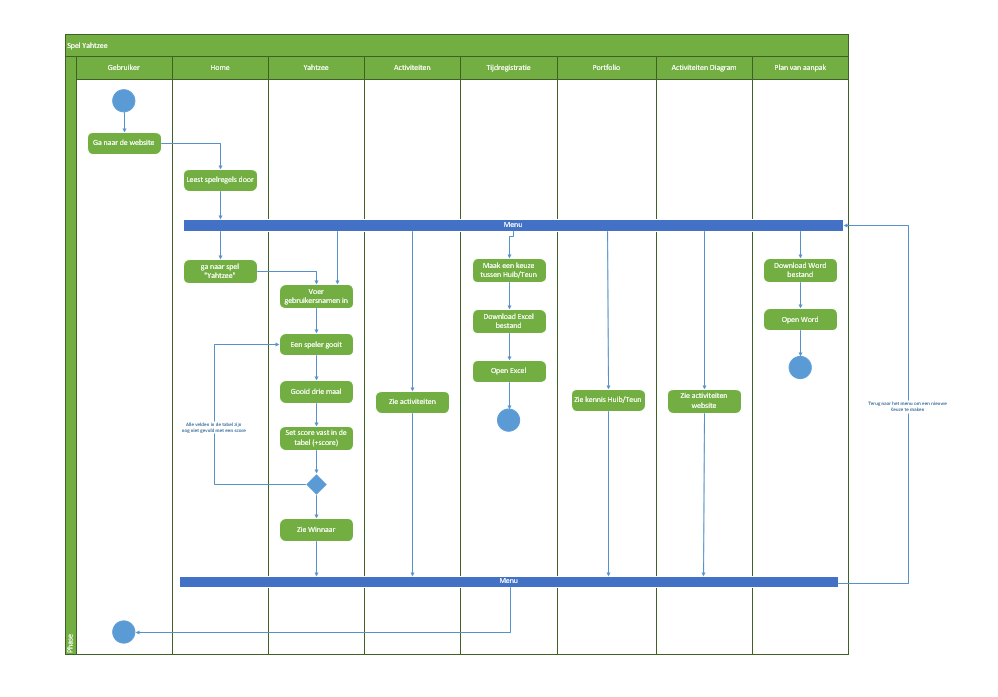 Spel Yahtzee
Gebruiker
Home
Yahtzee
Activiteiten
Tijdregistratie
Portfolio
Activiteiten Diagram
Plan van aanpak
Ga naar de website
Leest spelregels door
Menu
ga naar spel
"Yahtzee"
Voer
gebruikersnamen in
Maak een keuze
tussen Huib/Teun
Download Word
bestand
Download Excel
bestand
Open Word
Een speler gooit
Open Excel
Gooid drie maal
Zie activiteiten
Zie kennis Huib/Teun
Zie activiteiten
website
Terug naar het menu om een nieuwe
keuze te maken
Alle velden in de tabel zijn
nog niet gevuld met een score
Set score vast in de
tabel (+score)
Zie Winnaar
Menu
Phase